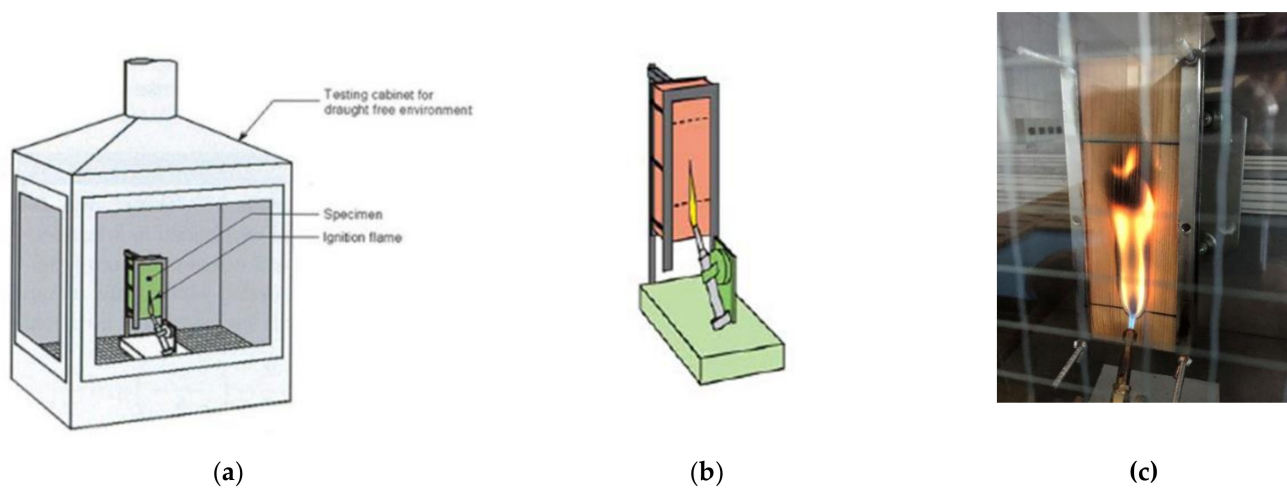 Testing cabinet for
draught free environment
Specimen
Ignition flame
(a)
(b)
(c)